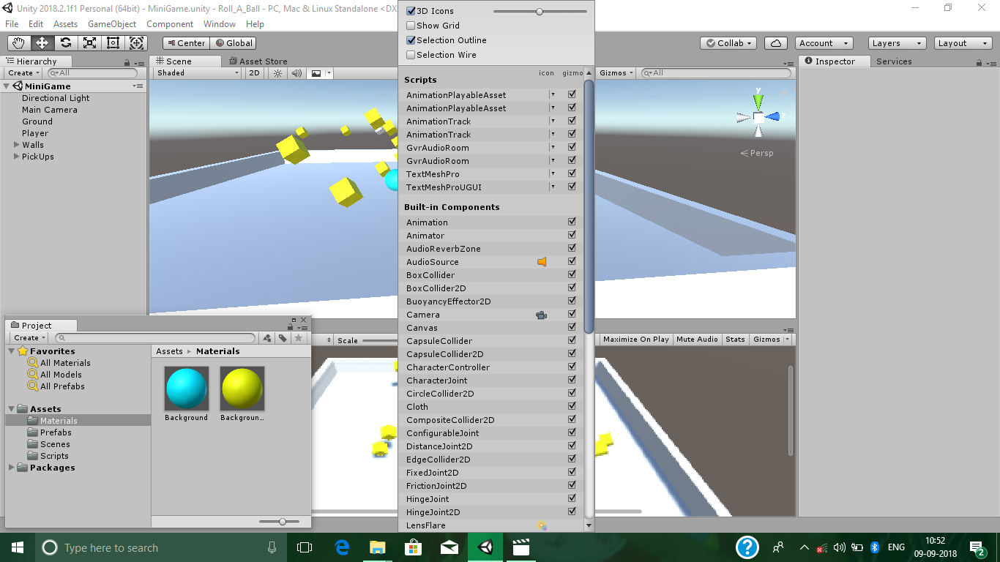 Unity 2018.2.1f1 Personal (64bit) - MiniGame.unity - Roll_A_Ball - PC, Mac & Linux Standalone <DX
File Edit Assets GameObject Component Window Help
Center Global
Collab Account Layers Layout
Hierarchy
Create All
MiniGame
Directional Light
Main Camera
Ground
Player
Walls
PickUps
Scene Asset Store
Shaded 2D
Gizmos All
y
z
Persp
3D Icons
Show Grid
Selection Outline
Selection Wire
icon gizmo
Scripts
AnimationPlayableAsset
AnimationPlayableAsset
AnimationTrack
AnimationTrack
GvrAudioRoom
GvrAudioRoom
TextMeshPro
TextMeshProUGUI
Built-in Components
Animation
Animator
AudioReverbZone
AudioSource
BoxCollider
BoxCollider2D
BuoyancyEffector2D
Camera
Canvas
CapsuleCollider
CapsuleCollider2D
CharacterController
CharacterJoint
CircleCollider2D
Cloth
CompositeCollider2D
ConfigurableJoint
DistanceJoint2D
EdgeCollider2D
FixedJoint2D
FrictionJoint2D
HingeJoint
HingeJoint2D
LensFlare
Inspector Services
Scale
Maximize On Play Mute Audio Stats Gizmos
Project
Create
Favorites
All Materials
All Models
All Prefabs
Assets
Materials
Prefabs
Scenes
Scripts
Packages
Assets Materials
Background Backgroun...
Type here to search
ENG
10:52
09-09-2018
2